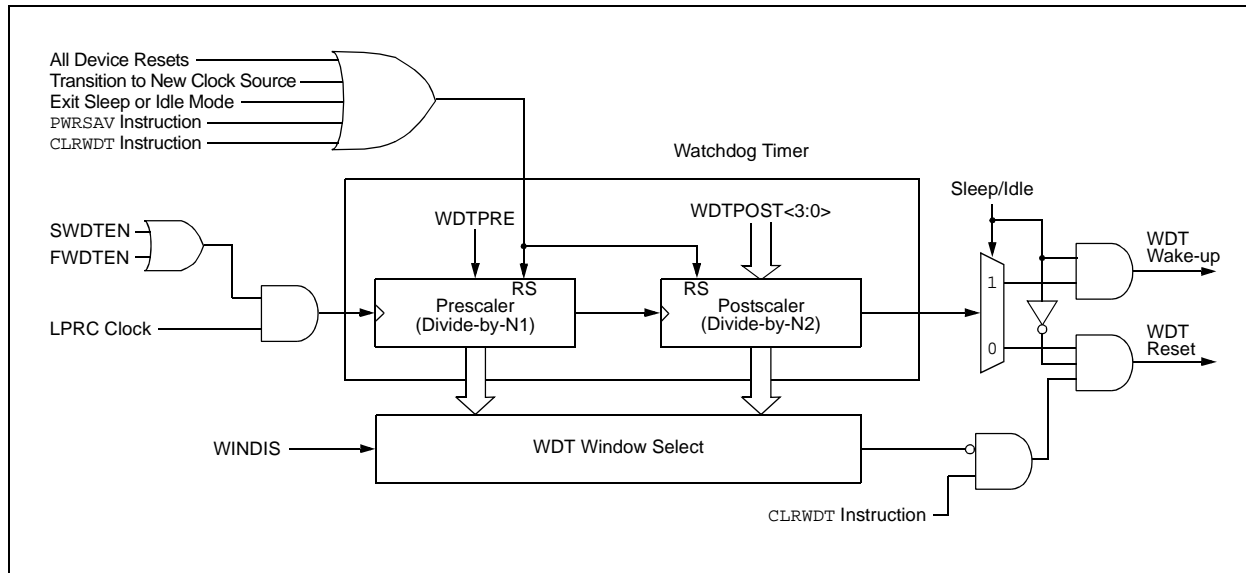 All Device Resets
Transition to New Clock Source
Exit Sleep or Idle Mode
PWRSAV Instruction
CLRWDT Instruction
Watchdog Timer
Sleep/Idle
SWDTEN
FWDTEN
WDTPRE
WDTPOST<3:0>
WDT
Wake-up
RS
RS
1
Prescaler
(Divide-by-N1)
Postscaler
(Divide-by-N2)
LPRC Clock
0
WDT
Reset
WINDIS
WDT Window Select
CLRWDT Instruction